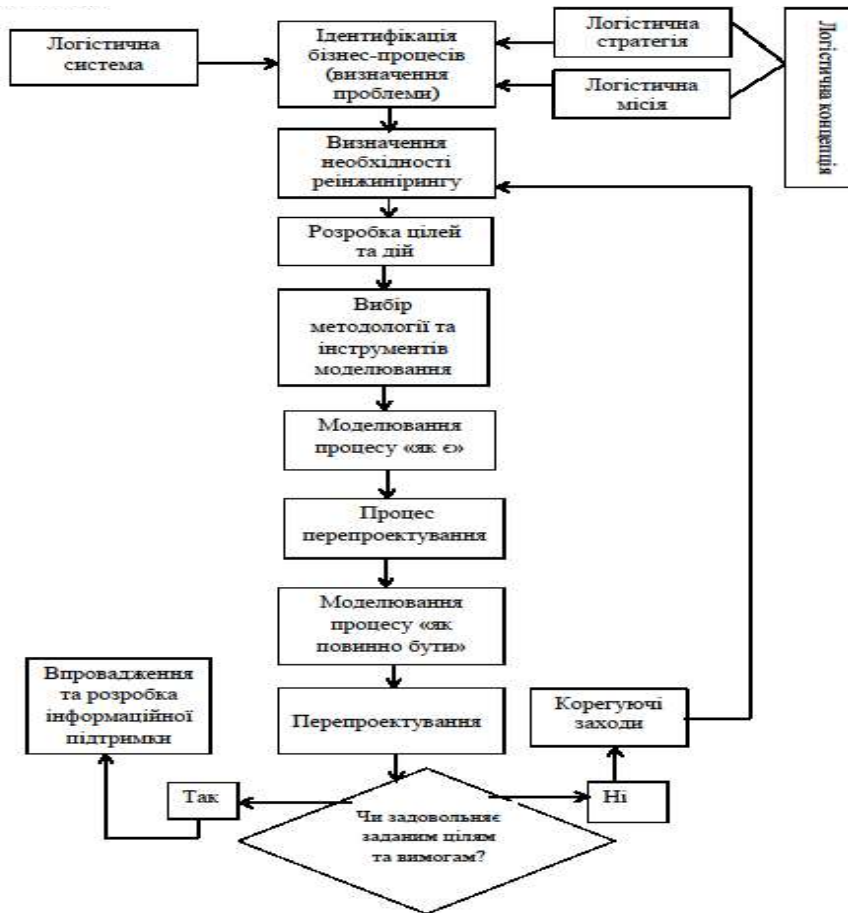 Логістична
система
Ідентифікація
бізнес-процесів
(визначення
проблеми)
Логістична
стратегія
Логістична
місія
Логістична концепція
Визначення
необхідності
реінжинірингу
Розробка цілей
та дій
Вибір
методології та
інструментів
моделювання
Моделювання
процесу «як є»
Процес
перепроектування
Моделювання
процесу «як
повинно бути»
Впровадження
та розробка
інформаційної
підтримки
Перепроектування
Корегуючі
заходи
Так
Ні
Чи задовольняє
заданим цілям
та вимогам?